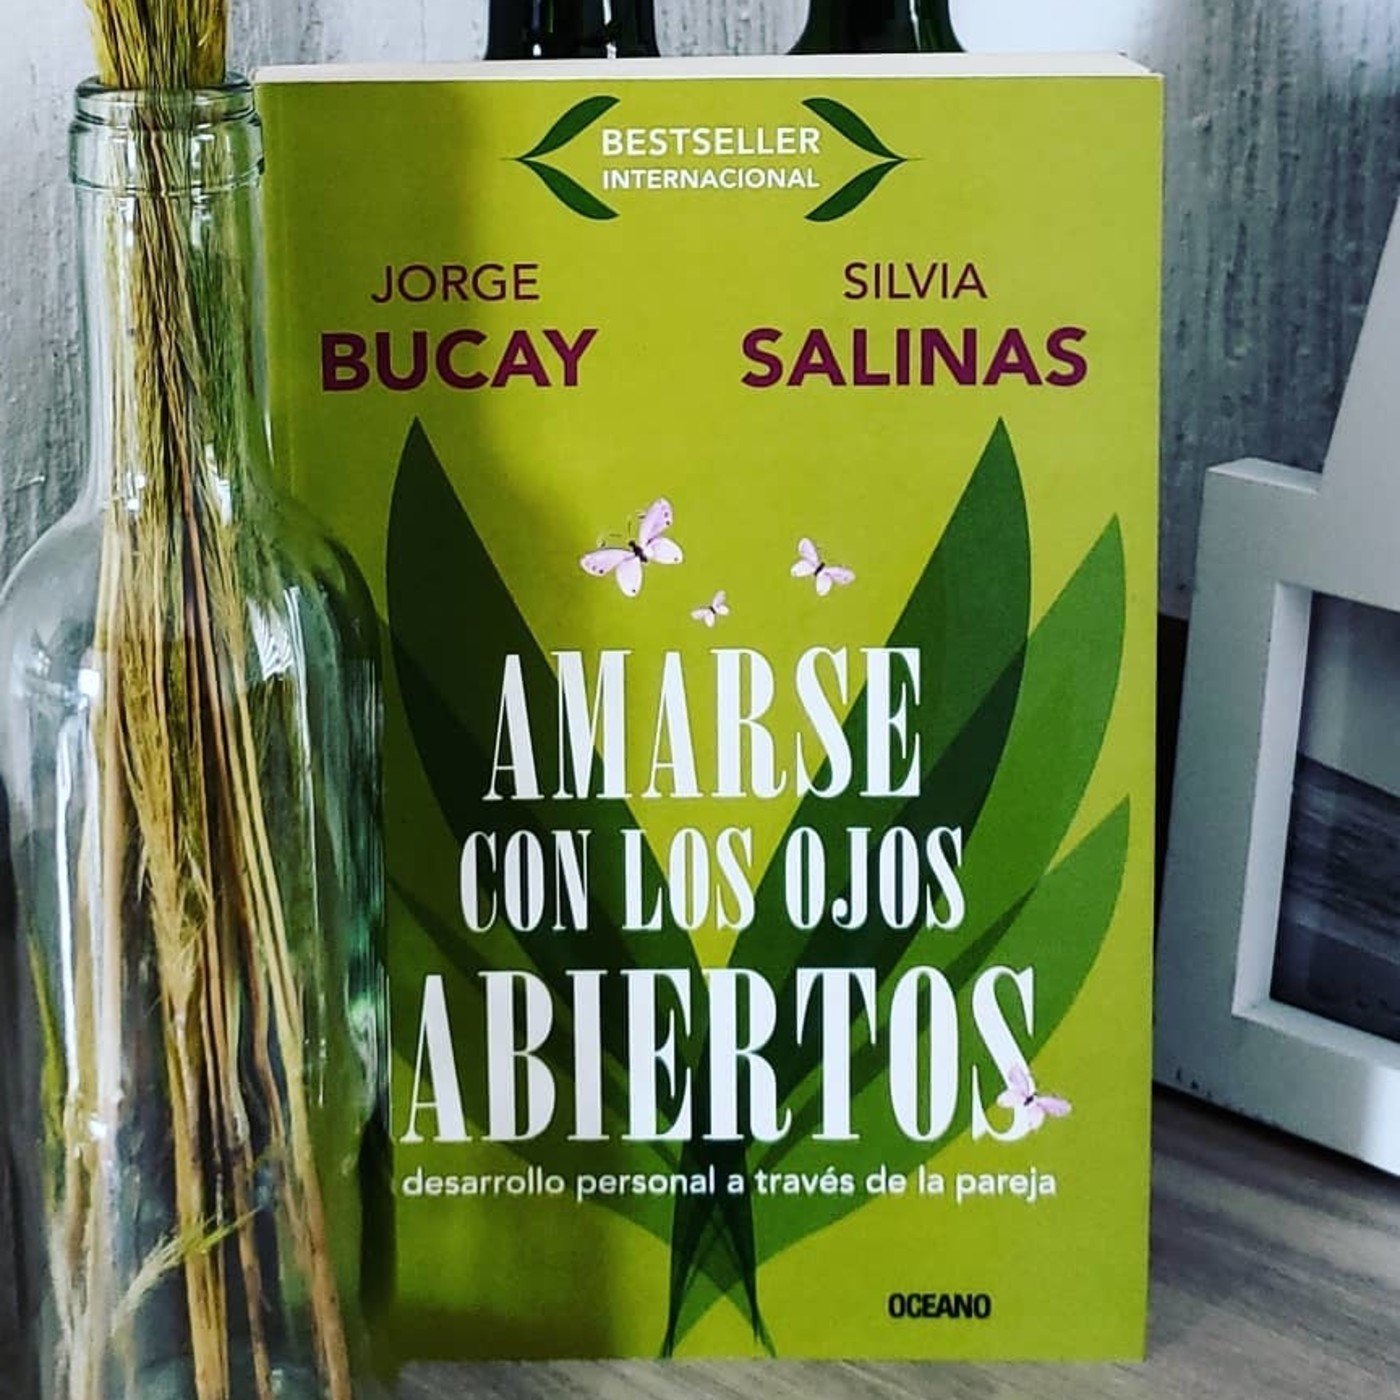 BESTSELLER
INTERNACIONAL
JORGE
BUCAY
SILVIA
SALINAS
AMARSE
CON LOS OJOS
ABIERTOS
desarrollo personal a través de la pareja
OCEANO